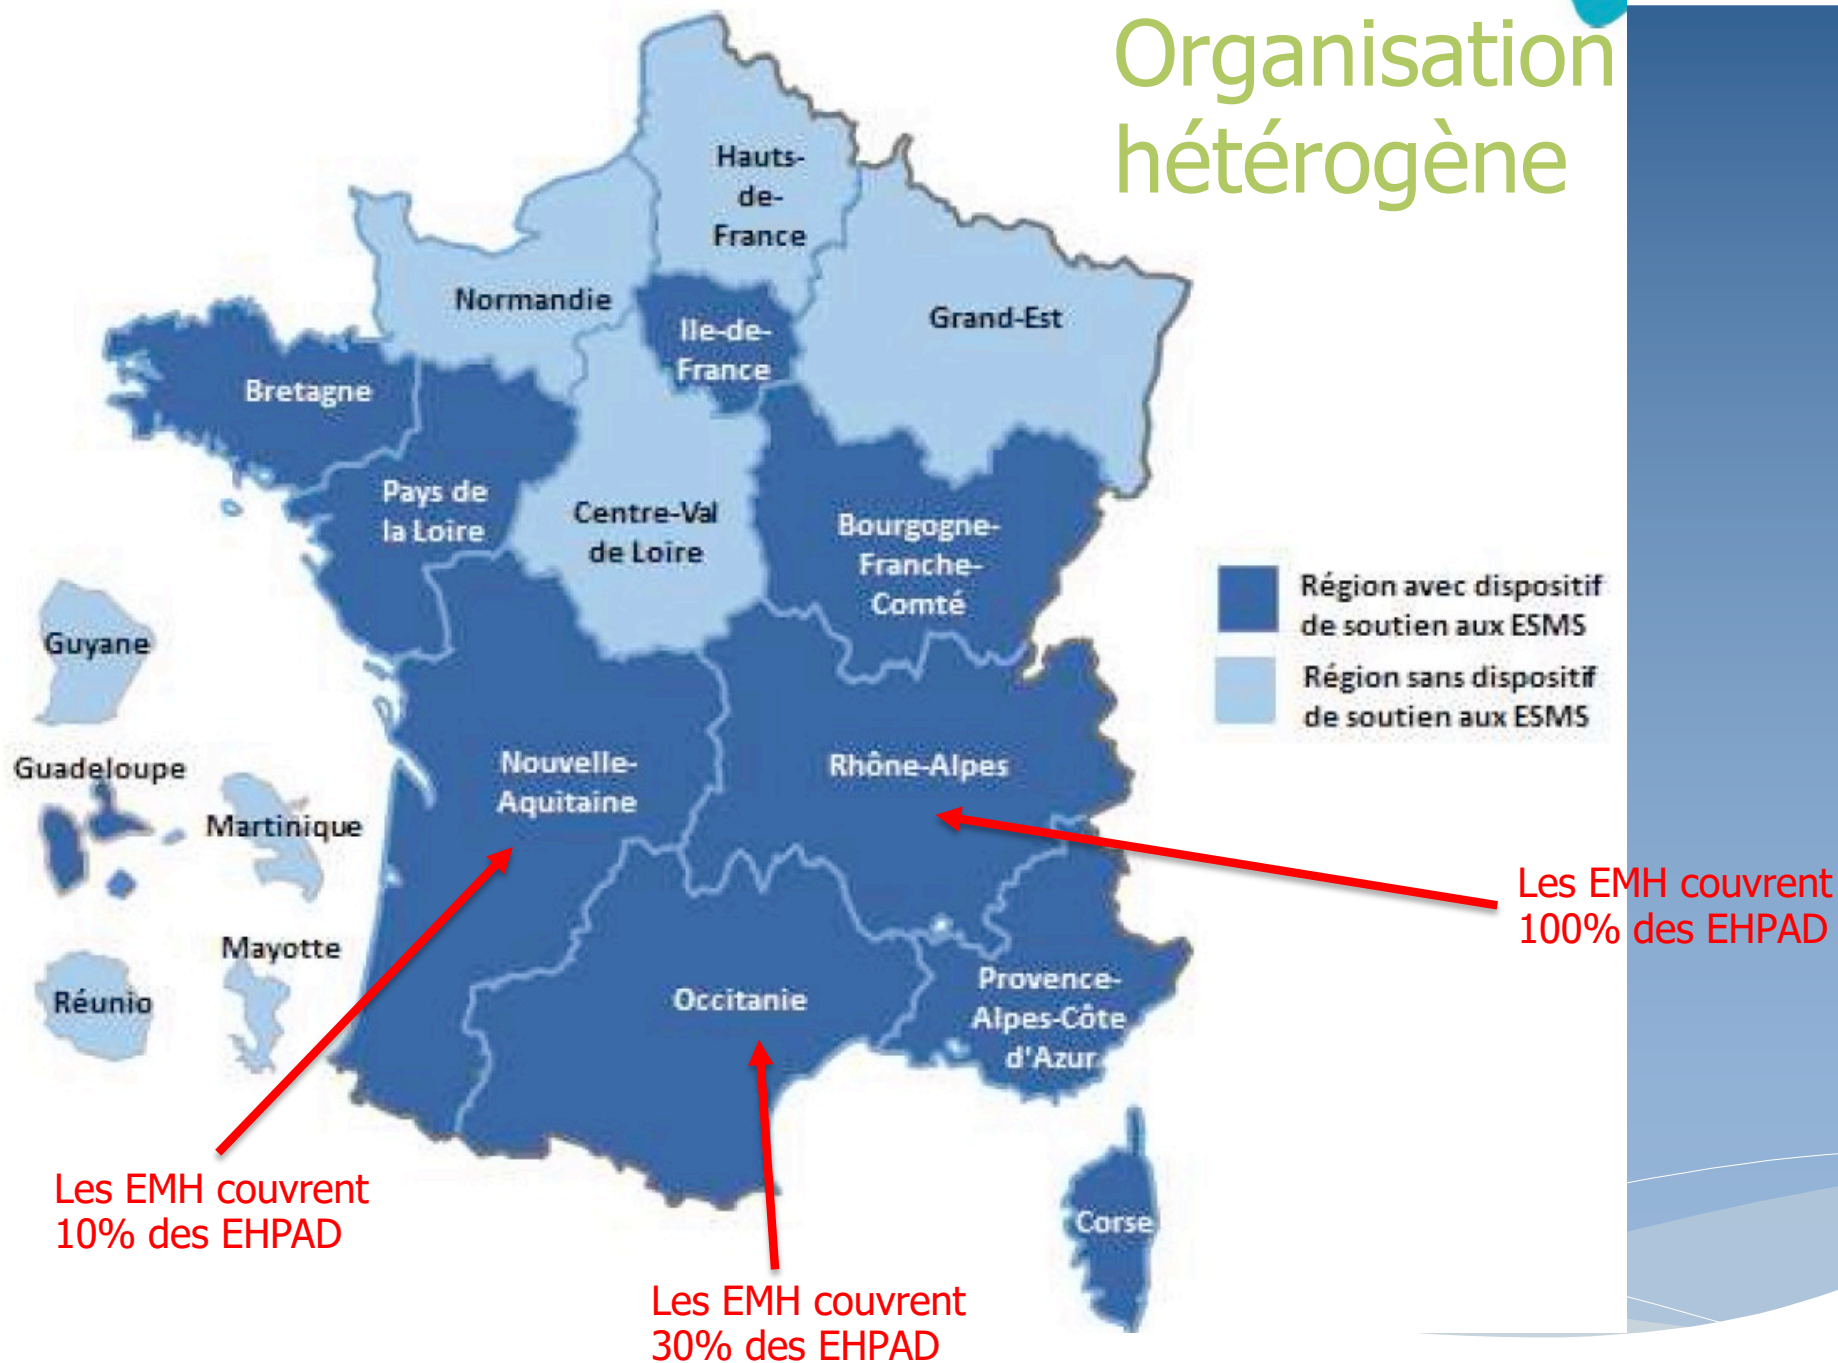 Organisation
hétérogène
Hauts-
de-
France
Normandie
Ile-de-
France
Grand-Est
Bretagne
Pays de
la Loire
Centre-Val
de Loire
Bourgogne-
Franche-
Comté
Région avec dispositif
de soutien aux ESMS
Région sans dispositif
de soutien aux ESMS
Guyane
Guadeloupe
Martinique
Nouvelle-
Aquitaine
Rhône-Alpes
Les EMH couvrent
100% des EHPAD
Mayotte
Réunio
Occitanie
Provence-
Alpes-Côte
d'Azur
Les EMH couvrent
10% des EHPAD
Corse
Les EMH couvrent
30% des EHPAD